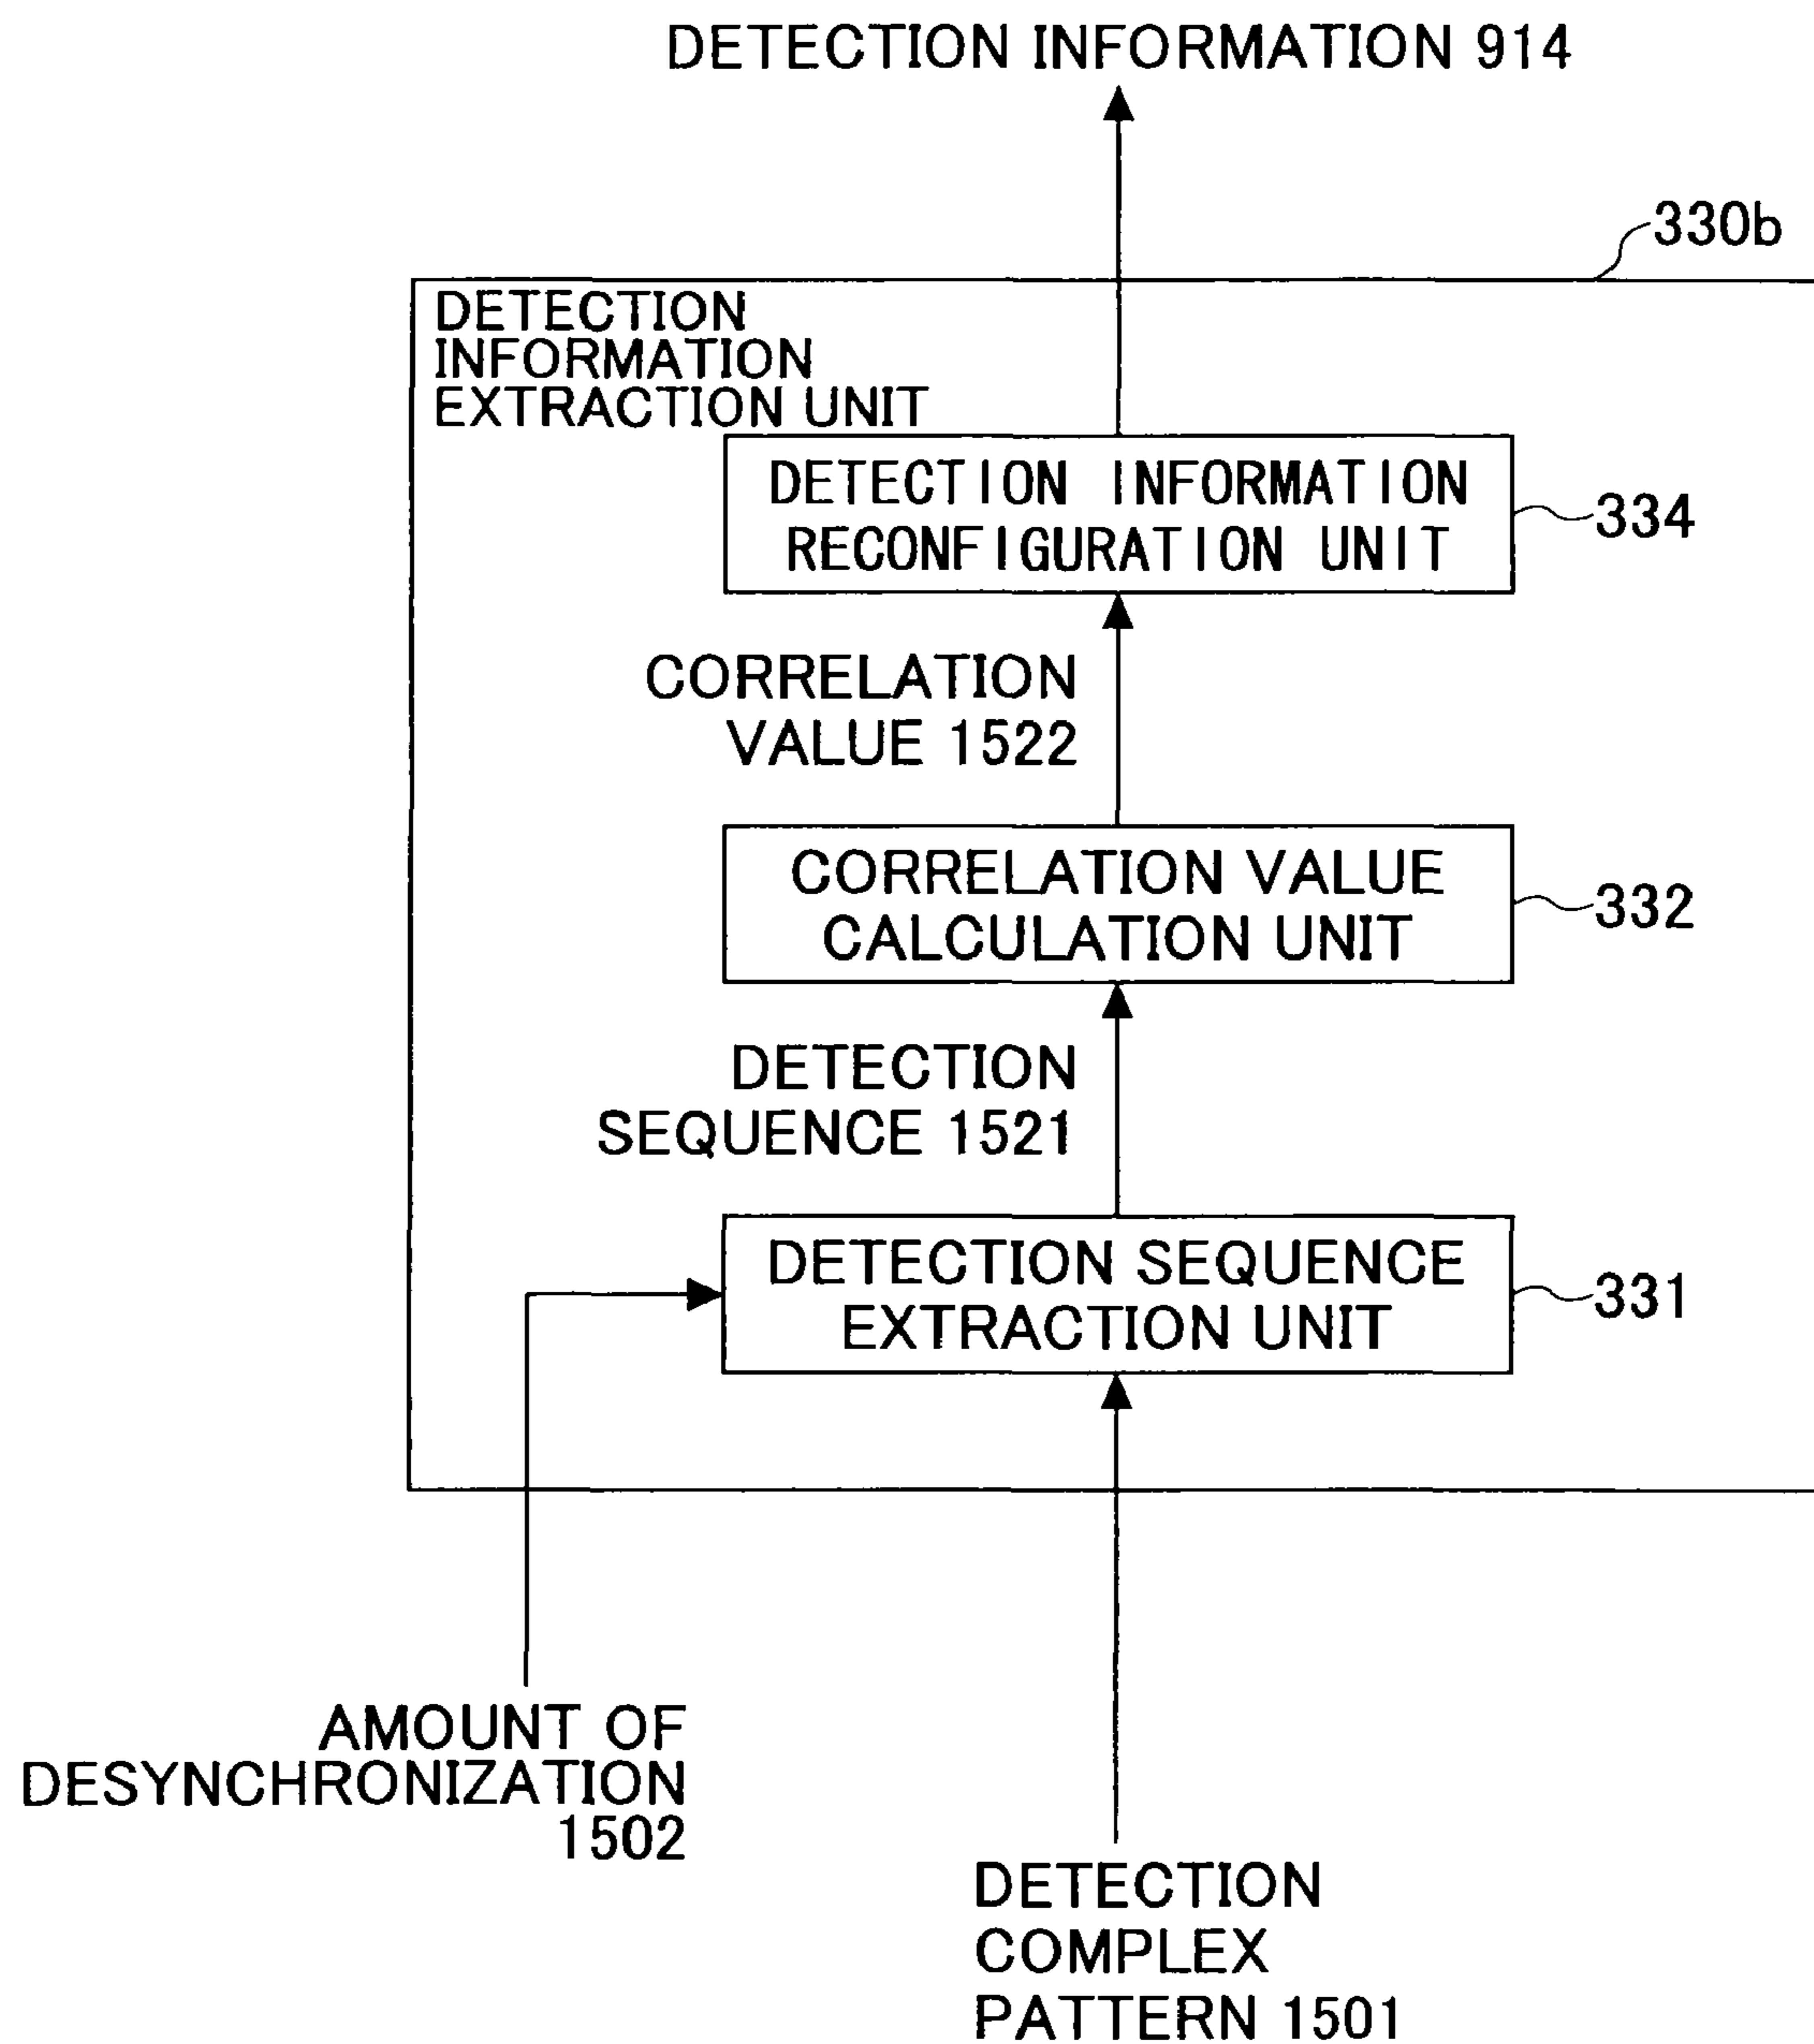 DETECTION INFORMATION 914
330b
DETECTION
INFORMATION
EXTRACTION UNIT
DETECTION INFORMATION
RECONFIGURATION UNIT
334
CORRELATION
VALUE 1522
CORRELATION VALUE
CALCULATION UNIT
332
DETECTION
SEQUENCE 1521
DETECTION SEQUENCE
EXTRACTION UNIT
331
AMOUNT OF
DESYNCHRONIZATION
1502
DETECTION
COMPLEX
PATTERN 1501